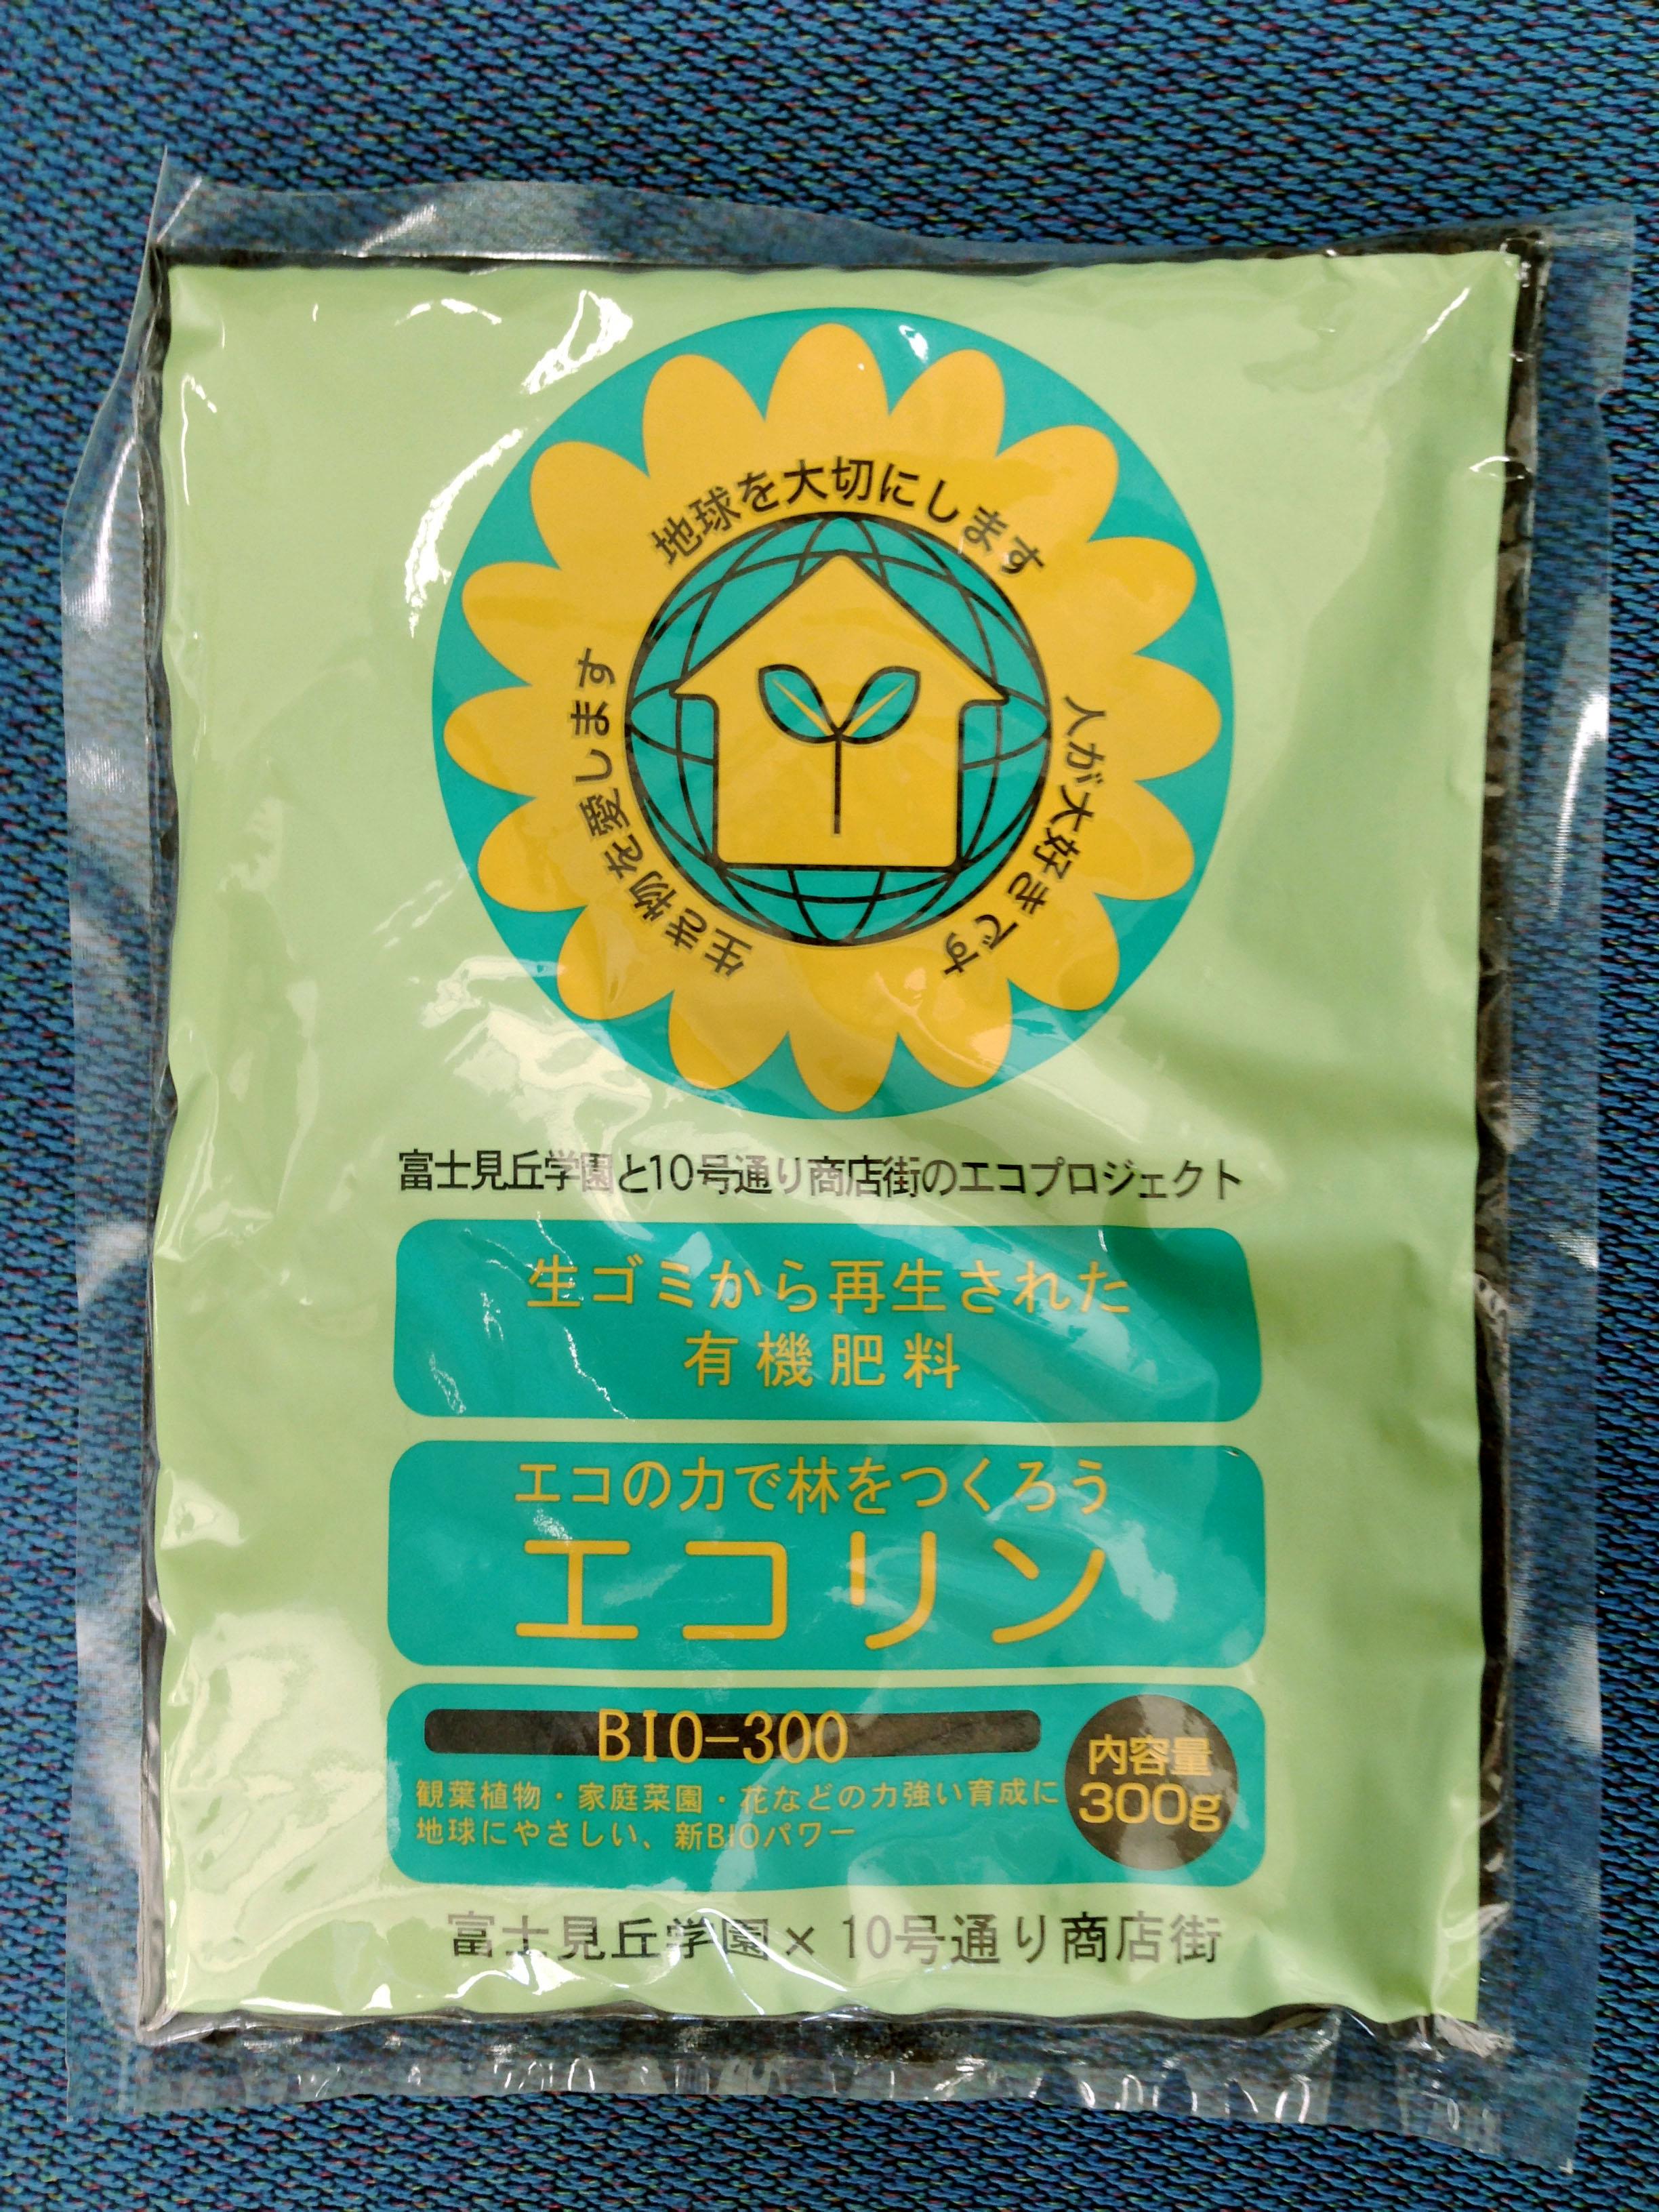 地球を大切にします
人が大好きです
生き物を愛します
富士見丘学園と10号通り商店街のエコプロジェクト
生ゴミから再生された
有機肥料
エコの力で林をつくろう
エコリン
BIO-300
観葉植物・家庭菜園・花などの力強い育成に
地球にやさしい、新BIOパワー
内容量
300g
富士見丘学園×10号通り商店街